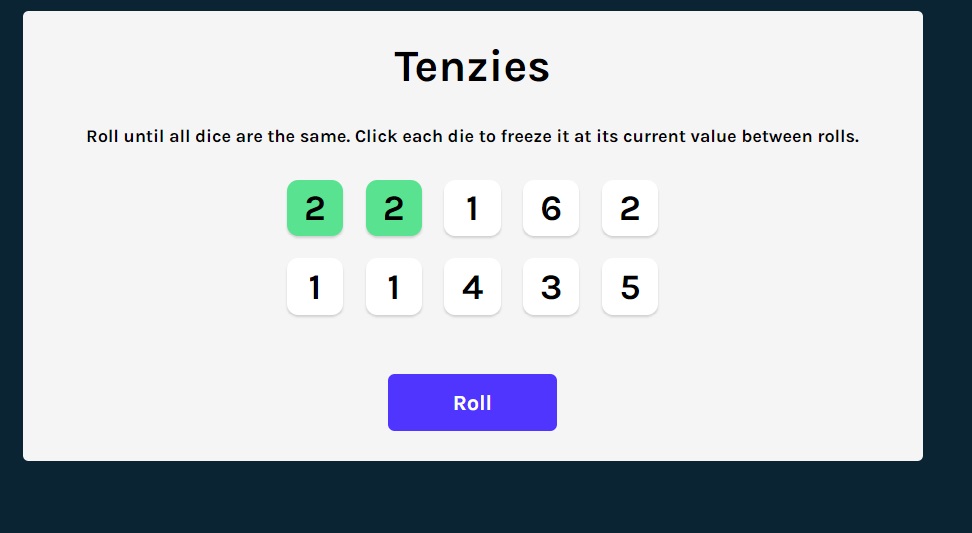 Tenzies
Roll until all dice are the same. Click each die to freeze it at its current value between rolls.
2 2 1 6 2
1 1 4 3 5
Roll